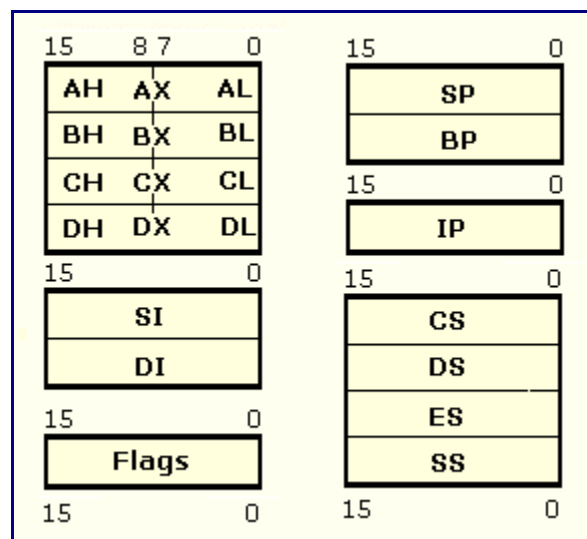 15 8 7 0
AH AX AL
BH BX BL
CH CX CL
DH DX DL
15 0
SI
DI
15 0
Flags
15 0
15 0
SP
BP
15 0
IP
15 0
CS
DS
ES
SS
15 0